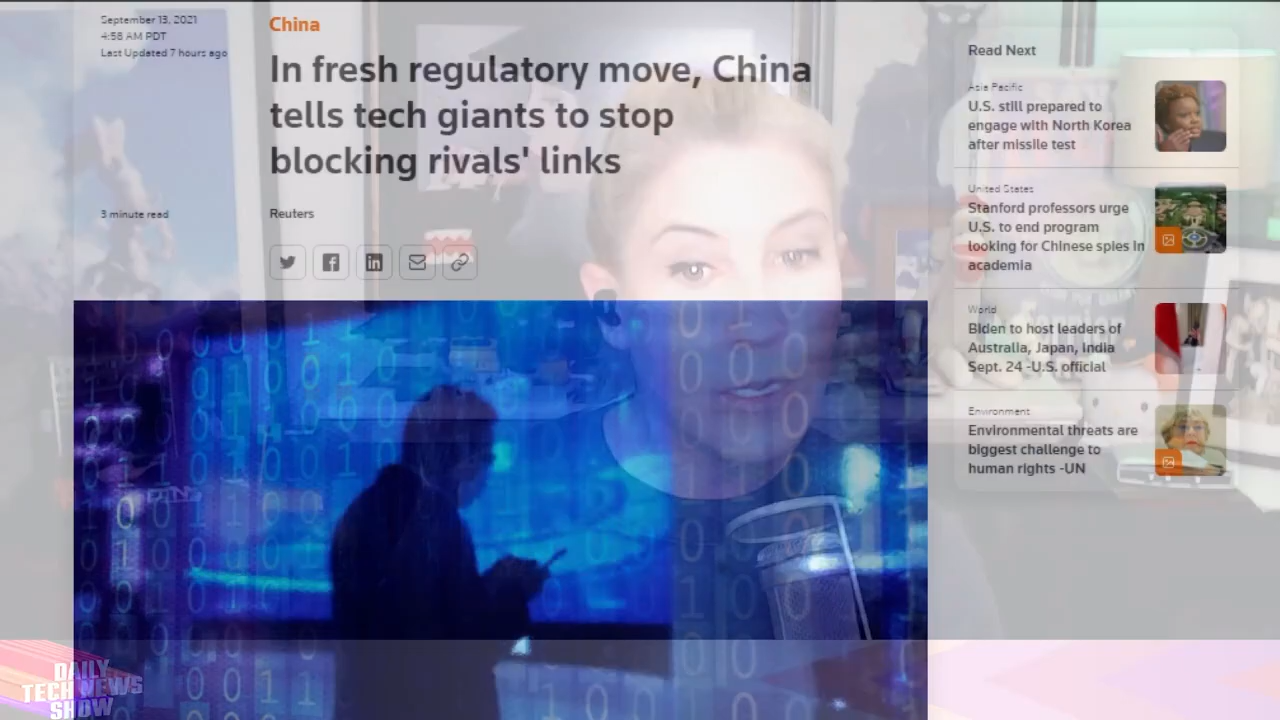 September 13, 2021
4:58 AM PDT
Last Updated 7 hours ago
3 minute read
China
In fresh regulatory move, China
tells tech giants to stop
blocking rivals' links
Reuters
Read Next
Asia Pacific
U.S. still prepared to
engage with North Korea
after missile test
United States
Stanford professors urge
U.S. to end program
looking for Chinese spies in
academia
World
Biden to host leaders of
Australia, Japan, India
Sept. 24 -U.S. official
Environment
Environmental threats are
biggest challenge to
human rights -UN
DAILY
TECH NEWS
SHOW